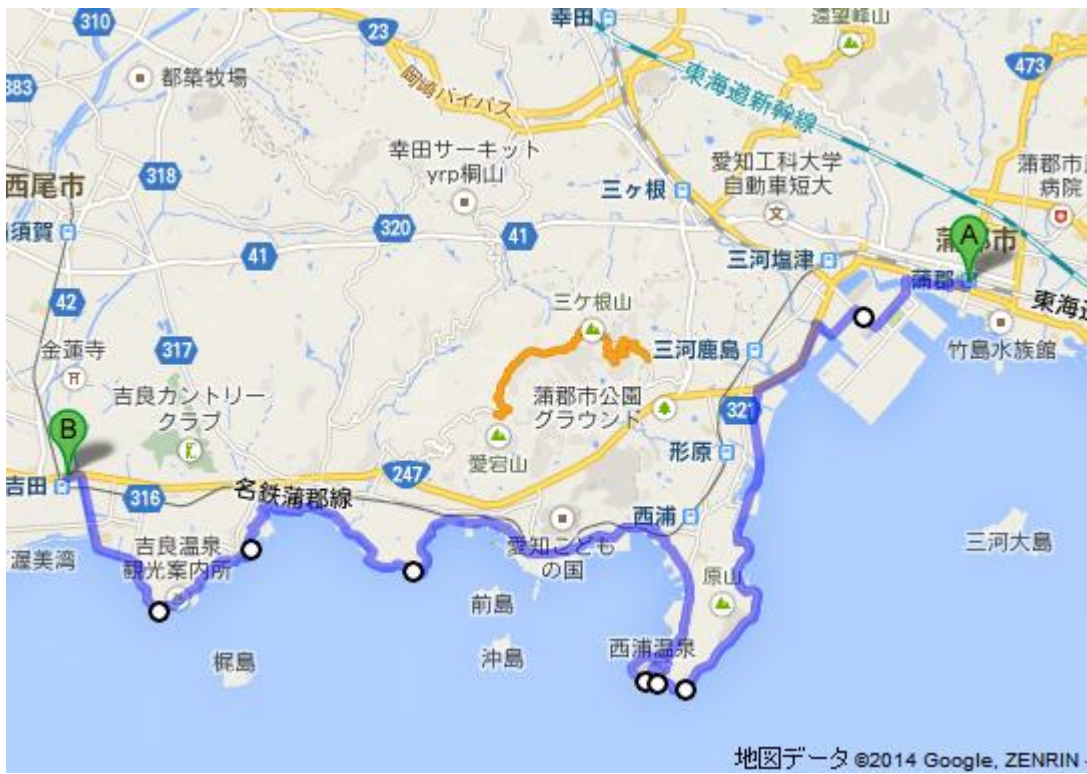 310
23
幸田
遠望峰山
473
383
都築牧場
岡崎バイパス
東海道新幹線
幸田サーキット
yrp桐山
愛知工科大学
自動車短大
蒲郡市
病院
西尾市
318
三ヶ根
須賀
320
41
41
三河塩津
蒲郡市
A
蒲郡
42
三ケ根山
東海道
金蓮寺
317
三河鹿島
竹島水族館
吉良カントリー
クラブ
蒲郡市公園
グラウンド
321
B
愛宕山
形原
吉田
316
247
名鉄蒲郡線
西浦
渥美湾
吉良温泉
観光案内所
愛知こども
の国
三河大島
原山
前島
梶島
沖島
西浦温泉
地図データ ©2014 Google, ZENRIN